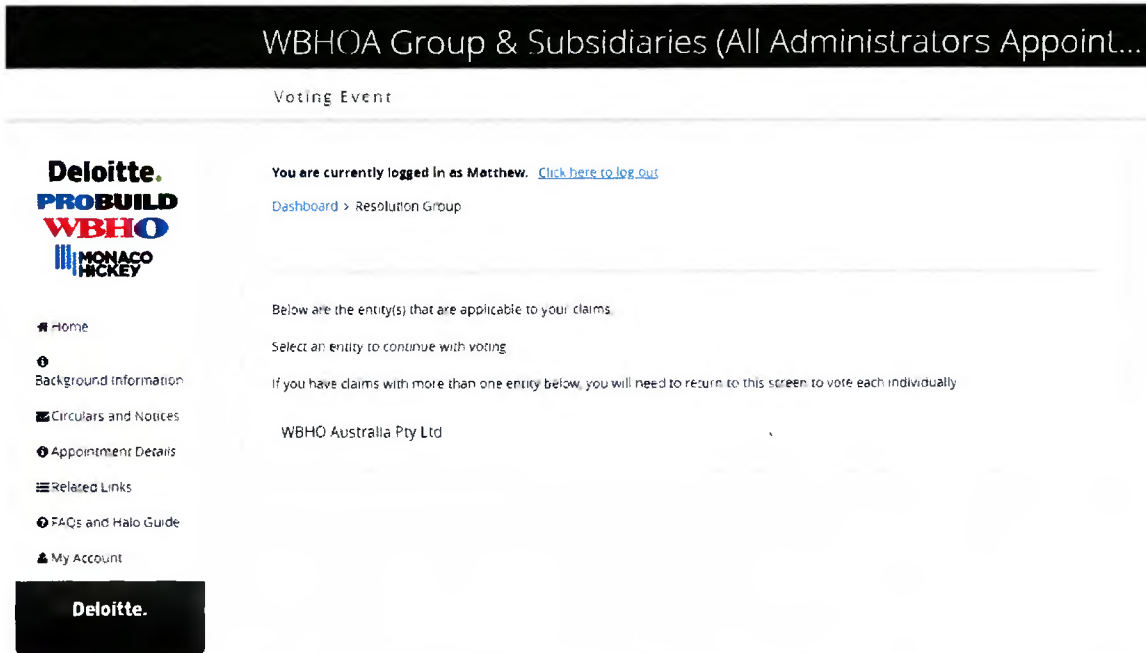 WBHOA Group & Subsidiaries (All Administrators Appoint...
Voting Event
Deloitte.
PROBUILD
WBHO
MONACO
HICKEY
You are currently logged in as Matthew. Click here to log out
Dashboard > Resolution Group
Below are the entity(s) that are applicable to your claims
Select an entity to continue with voting
If you have claims with more than one entity below, you will need to return to this screen to vote each individually
WBHO Australia Pty Ltd
Home
Background Information
Circulars and Notices
Appointment Details
Related Links
FAQs and Halo Guide
My Account
Deloitte.